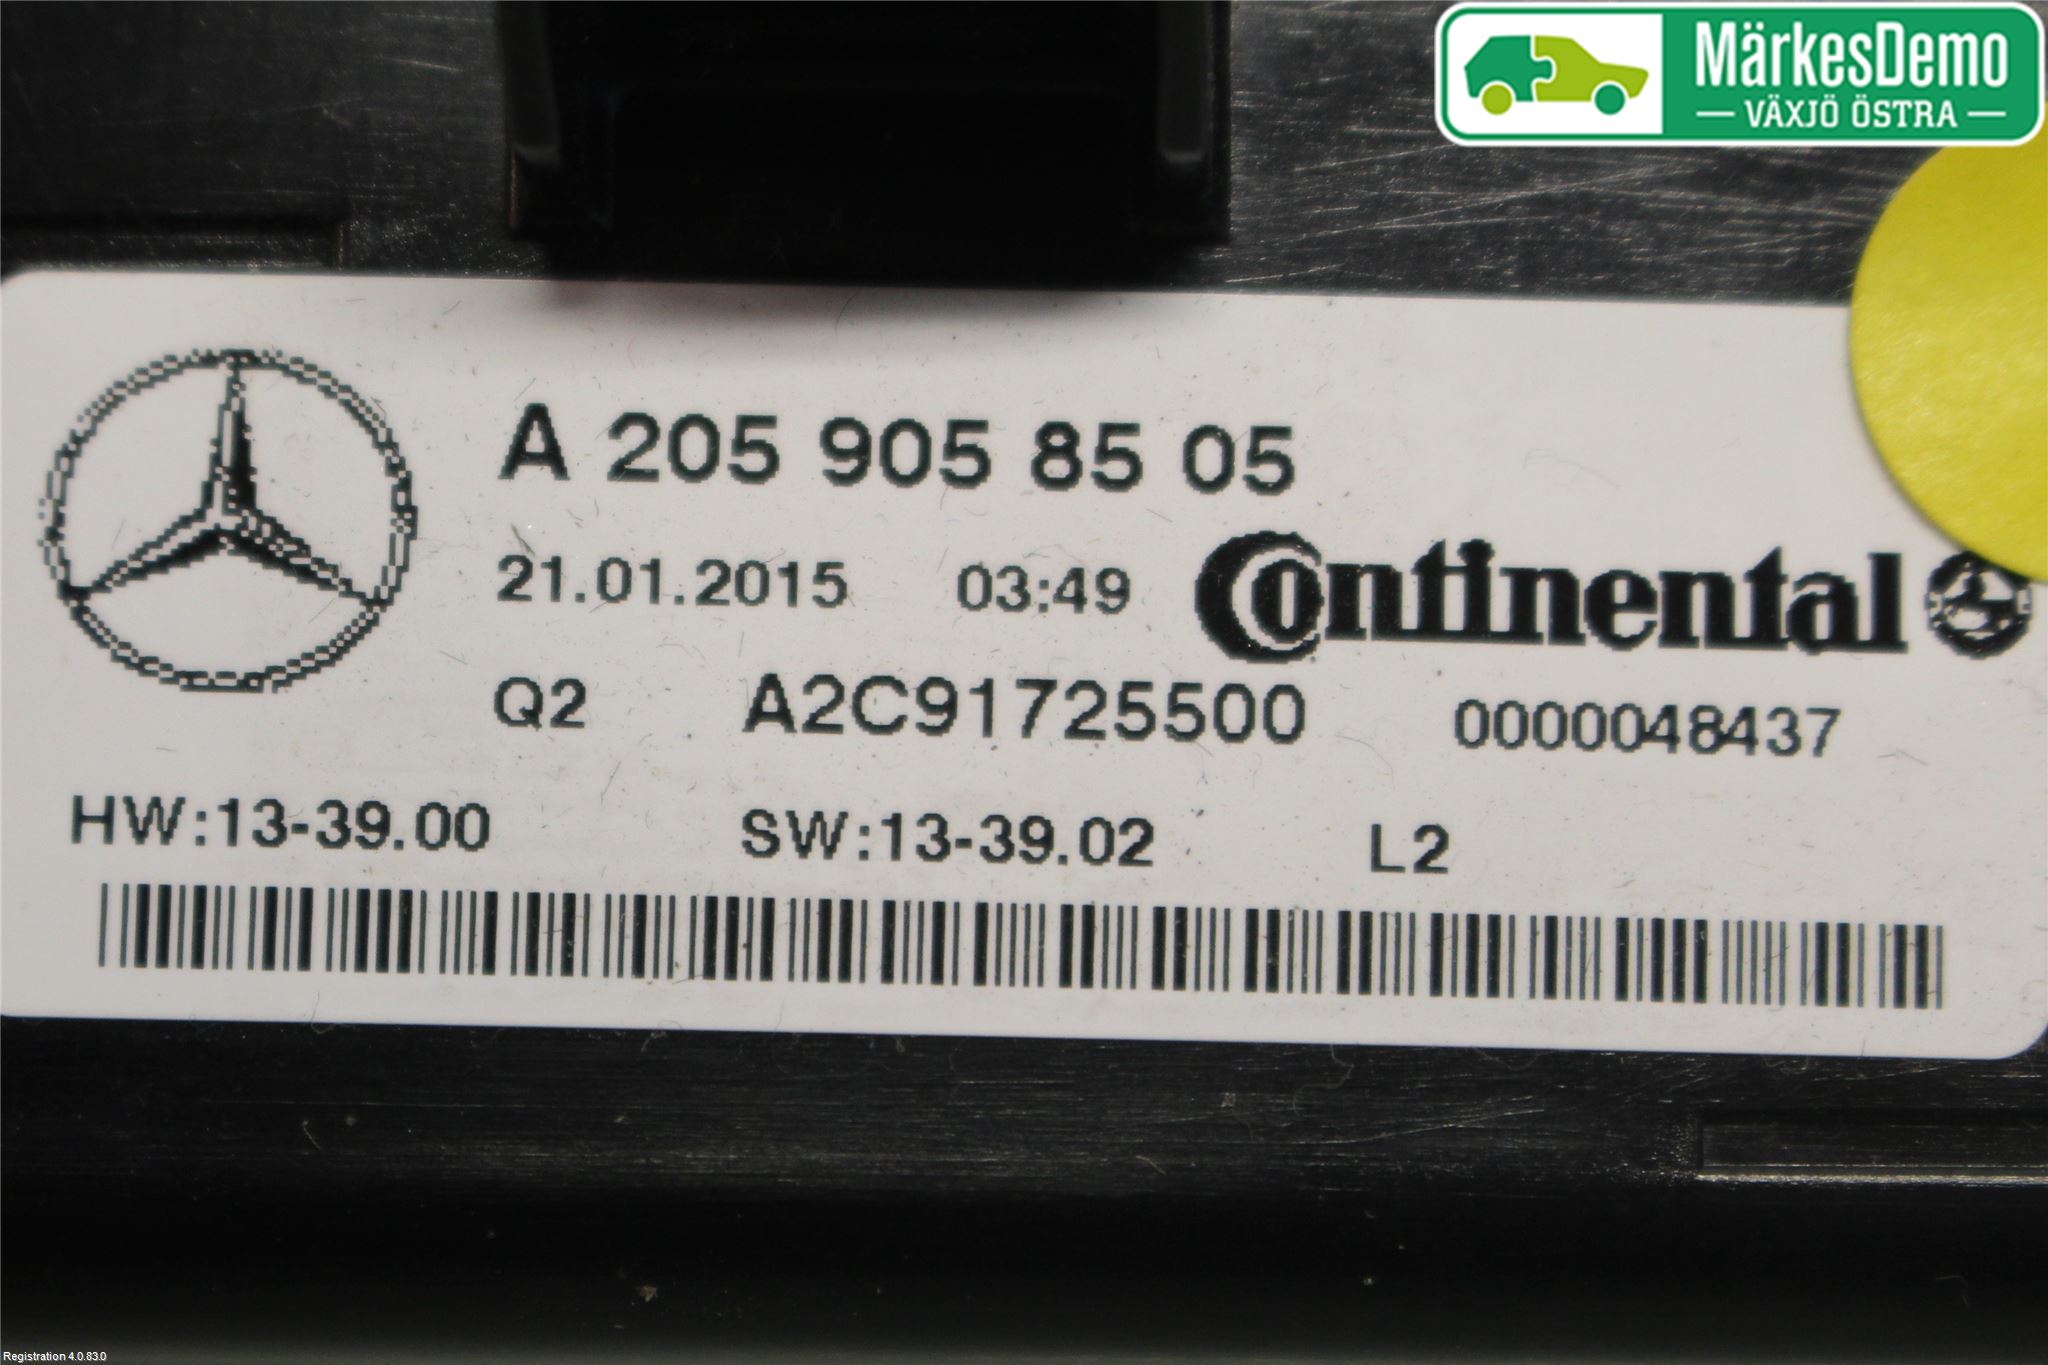 MärkesDemo
— VÄXJÖ ÖSTRA —
A 205 905 85 05
21.01.2015 03:49 Continental
Q2 A2C91725500 0000048437
HW:13-39.00 SW:13-39.02 L2
Registration 4.0.83.0